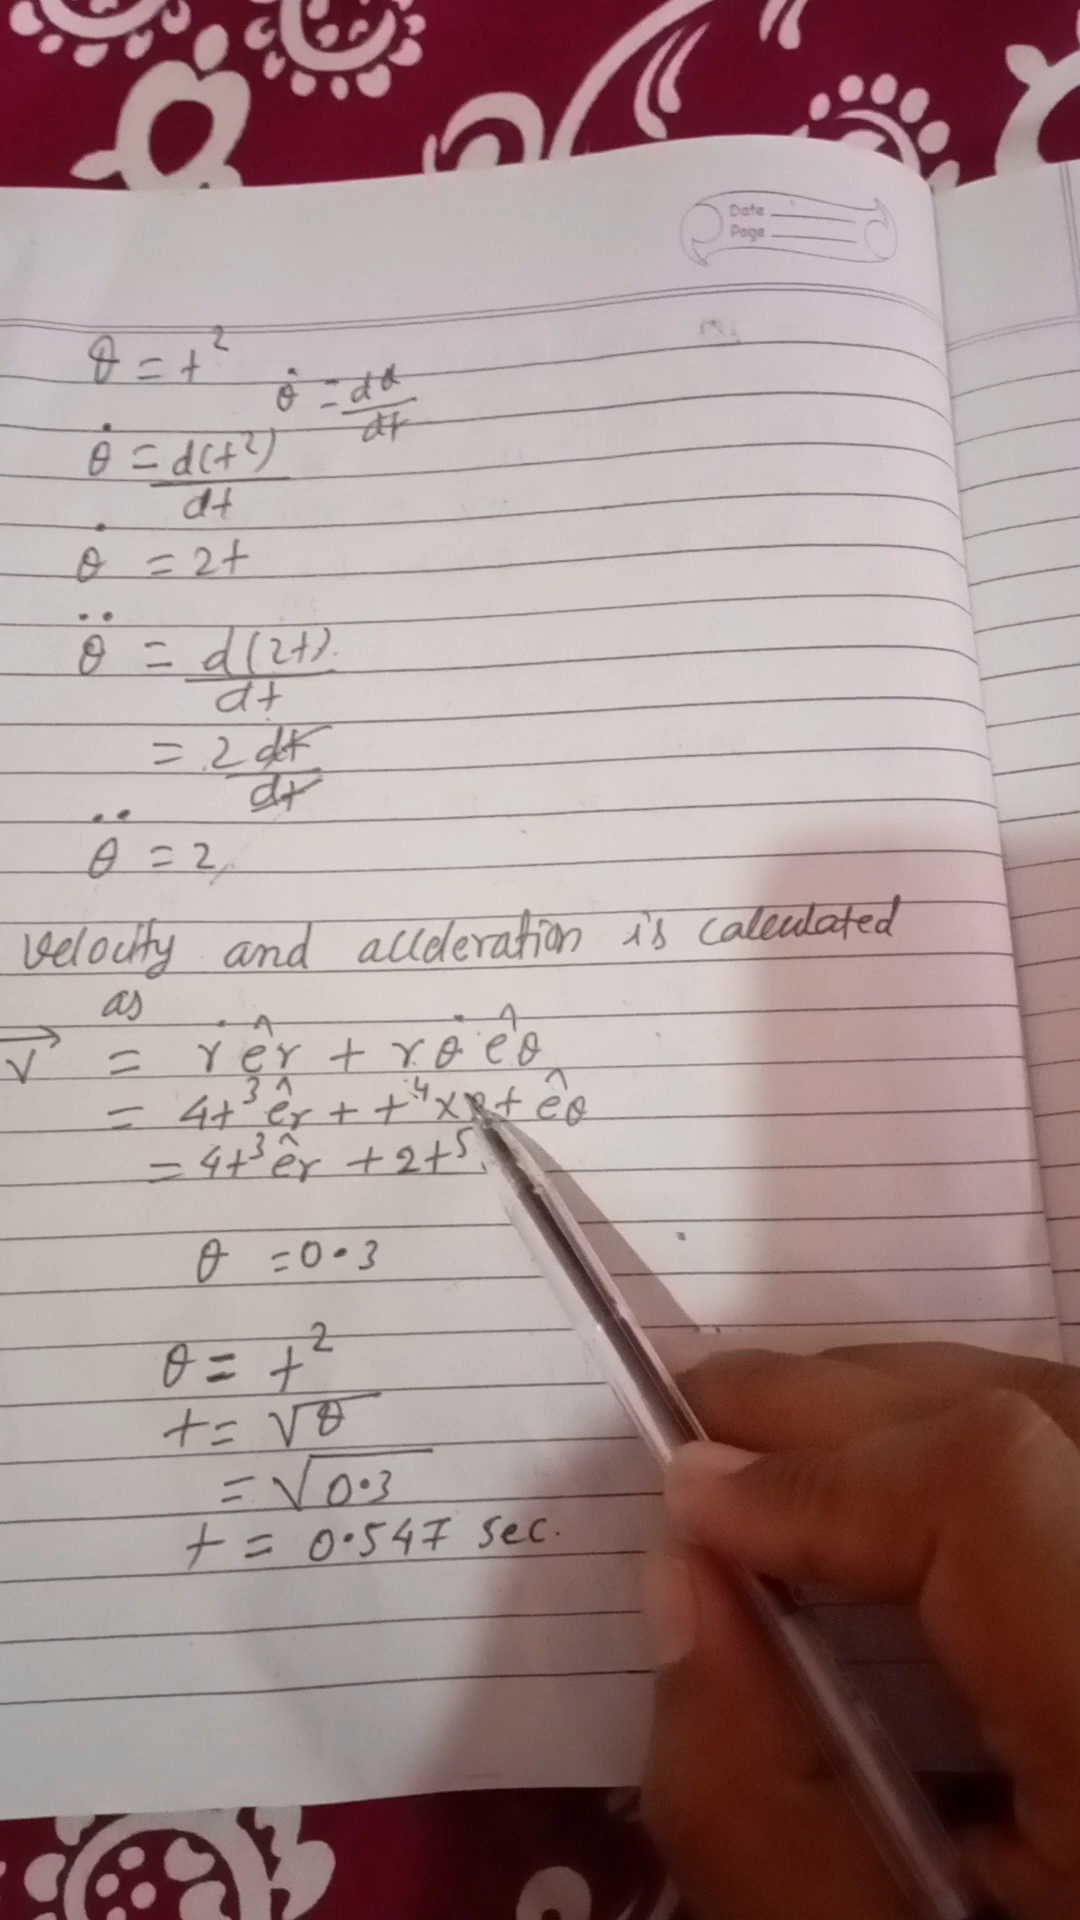 Date
Page
θ = t²
θ̇ = dθ/dt
θ̇ = d(t²)/dt
θ̇ = 2t
θ̈ = d(2t)/dt
= 2 dt/dt
θ̈ = 2
Velocity and accleration is calculated
as
v⃗ = ṙ êr + r θ̇ êθ
= 4t³ êr + t⁴ × 2t êθ
= 4t³ êr + 2t⁵
θ = 0.3
θ = t²
t = √θ
= √0.3
t = 0.547 sec.